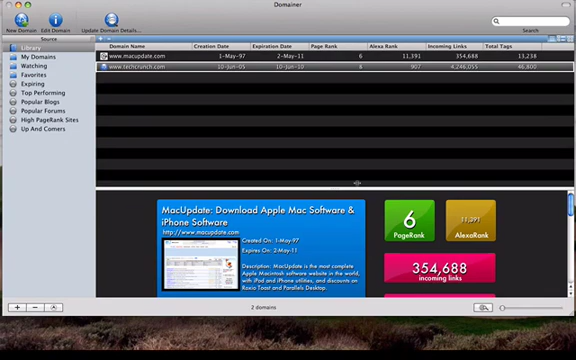 Domainer
New Domain Edit Domain Update Domain Details... Search
Source Domain Name Creation Date Expiration Date Page Rank Alexa Rank Incoming Links Total Tags
Library www.macupdate.com 1-May-97 2-May-11 6 11,391 354,688 13,238
My Domains www.techcrunch.com 10-Jun-05 10-Jun-10 907 4,246,055 46,800
Watching
Favorites
Expiring
Top Performing
Popular Blogs
Popular Forums
High PageRank Sites
Up And Comers
MacUpdate: Download Apple Mac Software &
iPhone Software
http://www.macupdate.com
Created On: 1-May-97
Expires On: 2-May-11
Description: MacUpdate is the most complete
Apple Macintosh software website in the world,
with iPod and iPhone utilities, and discounts on
Roxio Toast and Parallels Desktop.
6
PageRank
11,391
AlexaRank
354,688
incoming links
2 domains